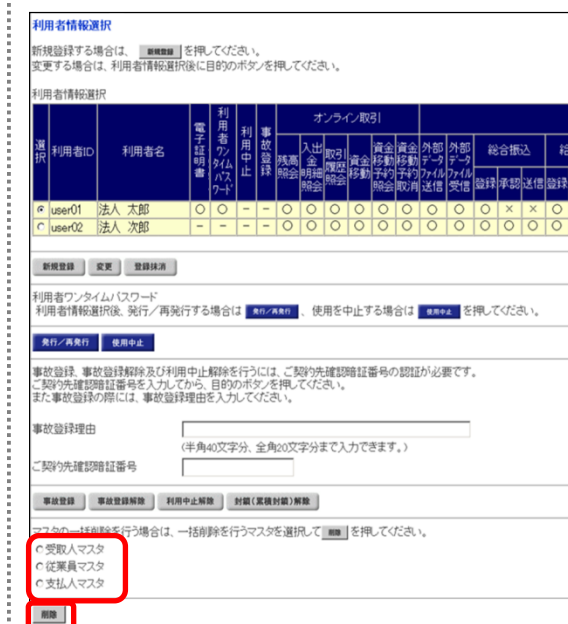 利用者情報選択
新規登録する場合は、 新規登録 を押してください。
変更する場合は、利用者情報選択後に目的のボタンを押してください。
利用者情報選択
選択 利用者ID 利用者名 電子証明書 利用者ワンタイムパスワード 利用中止 事故登録 オンライン取引 総合振込 給
残高照会 入出金明細照会 取引履歴照会 資金移動 資金移動予約照会 資金移動予約取消 外部データファイル送信 外部データファイル受信 登録 承認 送信 登録
user01 法人 太郎 ○ ○ － － ○ ○ ○ ○ ○ ○ ○ ○ ○ × × ○
user02 法人 次郎 － － － － ○ ○ ○ ○ ○ ○ ○ ○ ○ ○ ○ ○
新規登録 変更 登録抹消
利用者ワンタイムパスワード
利用者情報選択後、発行／再発行する場合は 発行／再発行 、使用を中止する場合は 使用中止 を押してください。
発行／再発行 使用中止
事故登録、事故登録解除及び利用中止解除を行うには、ご契約先確認暗証番号の認証が必要です。
ご契約先確認暗証番号を入力してから、目的のボタンを押してください。
また事故登録の際には、事故登録理由を入力してください。
事故登録理由
(半角40文字分、全角20文字分まで入力できます。)
ご契約先確認暗証番号
事故登録 事故登録解除 利用中止解除 封鎖(累積封鎖)解除
マスタの一括削除を行う場合は、一括削除を行うマスタを選択して 削除 を押してください。
受取人マスタ
従業員マスタ
支払人マスタ
削除